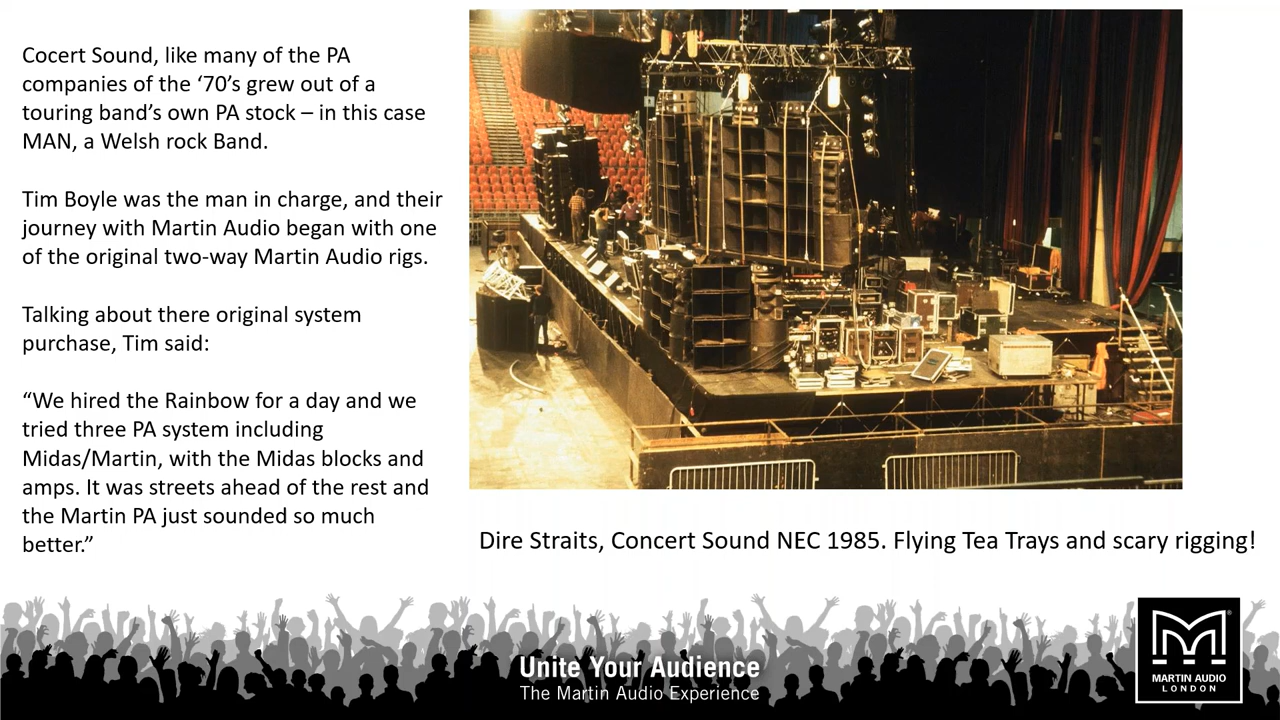 Cocert Sound, like many of the PA
companies of the ‘70’s grew out of a
touring band’s own PA stock – in this case
MAN, a Welsh rock Band.
Tim Boyle was the man in charge, and their
journey with Martin Audio began with one
of the original two-way Martin Audio rigs.
Talking about there original system
purchase, Tim said:
“We hired the Rainbow for a day and we
tried three PA system including
Midas/Martin, with the Midas blocks and
amps. It was streets ahead of the rest and
the Martin PA just sounded so much
better.”
Dire Straits, Concert Sound NEC 1985. Flying Tea Trays and scary rigging!
Unite Your Audience
The Martin Audio Experience
MARTIN AUDIO
LONDON